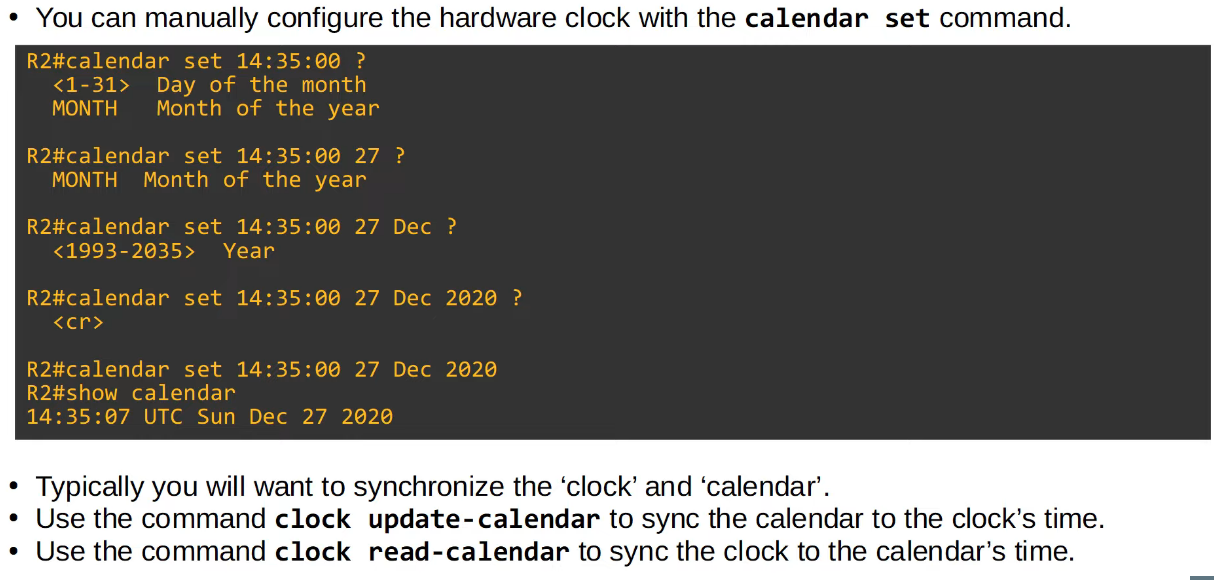 • You can manually configure the hardware clock with the calendar set command.
R2#calendar set 14:35:00 ?
  <1-31>  Day of the month
  MONTH   Month of the year
R2#calendar set 14:35:00 27 ?
  MONTH  Month of the year
R2#calendar set 14:35:00 27 Dec ?
  <1993-2035>  Year
R2#calendar set 14:35:00 27 Dec 2020 ?
  <cr>
R2#calendar set 14:35:00 27 Dec 2020
R2#show calendar
14:35:07 UTC Sun Dec 27 2020
• Typically you will want to synchronize the ‘clock’ and ‘calendar’.
• Use the command clock update-calendar to sync the calendar to the clock’s time.
• Use the command clock read-calendar to sync the clock to the calendar’s time.